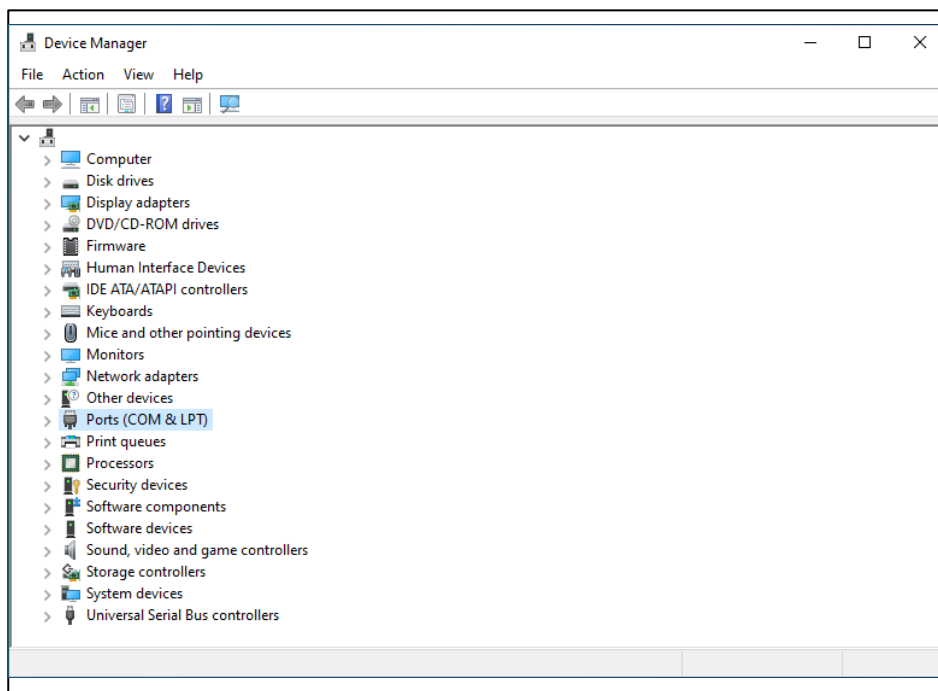 Device Manager
File Action View Help
Computer
Disk drives
Display adapters
DVD/CD-ROM drives
Firmware
Human Interface Devices
IDE ATA/ATAPI controllers
Keyboards
Mice and other pointing devices
Monitors
Network adapters
Other devices
Ports (COM & LPT)
Print queues
Processors
Security devices
Software components
Software devices
Sound, video and game controllers
Storage controllers
System devices
Universal Serial Bus controllers